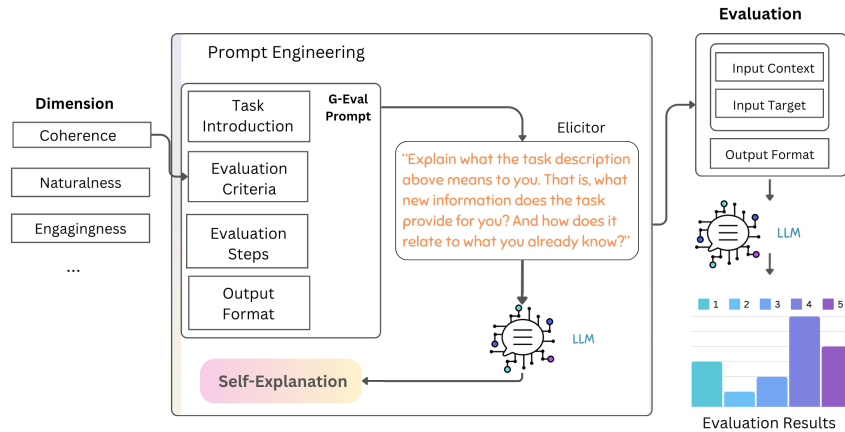 Evaluation
Prompt Engineering
Dimension
Coherence
Naturalness
Engagingness
...
G-Eval
Prompt
Task
Introduction
Evaluation
Criteria
Evaluation
Steps
Output
Format
Elicitor
"Explain what the task description
above means to you. That is, what
new information does the task
provide for you? And how does it
relate to what you already know?"
LLM
Self-Explanation
Input Context
Input Target
Output Format
LLM
1 2 3 4 5
Evaluation Results